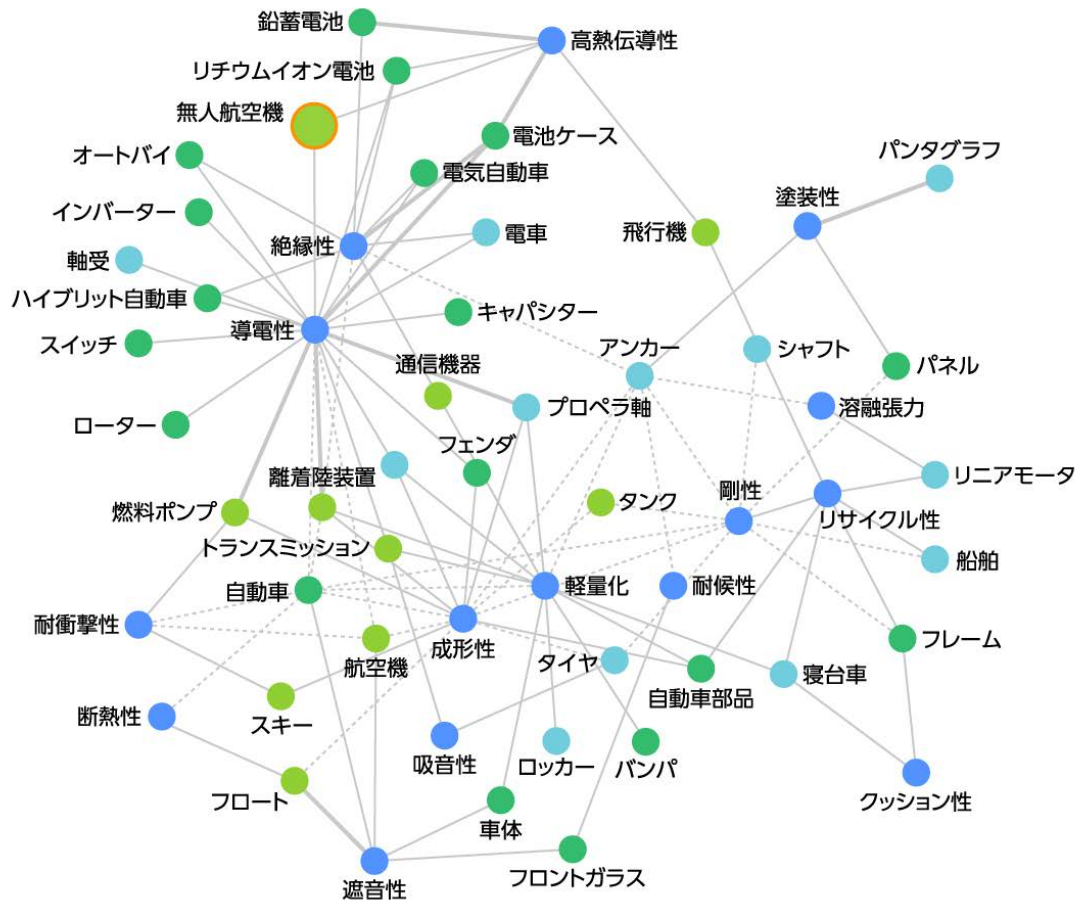 鉛蓄電池
高熱伝導性
リチウムイオン電池
無人航空機
電池ケース
オートバイ
電気自動車
パンタグラフ
塗装性
インバーター
電車
飛行機
絶縁性
軸受
ハイブリット自動車
キャパシター
導電性
スイッチ
アンカー
シャフト
通信機器
パネル
プロペラ軸
溶融張力
ローター
フェンダ
離着陸装置
リニアモータ
剛性
タンク
燃料ポンプ
リサイクル性
トランスミッション
船舶
自動車
軽量化
耐候性
耐衝撃性
フレーム
成形性
航空機
タイヤ
寝台車
自動車部品
断熱性
スキー
吸音性
ロッカー
バンパ
フロート
クッション性
車体
フロントガラス
遮音性